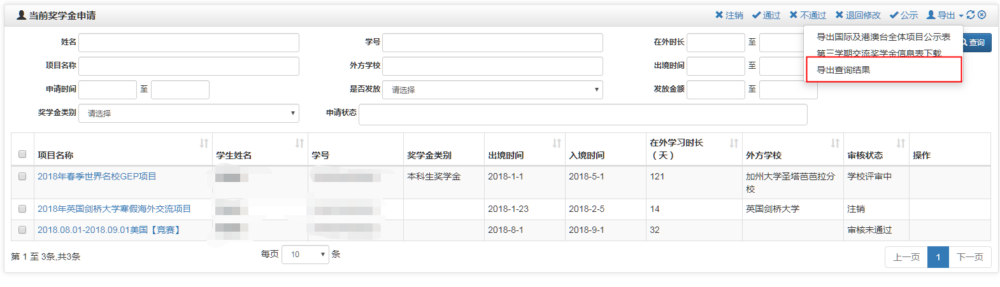 当前奖学金申请
注销 通过 不通过 退回修改 公示 导出
导出国际及港澳台全体项目公示表
第三学期交流奖学金信息表下载
导出查询结果
姓名 学号 在外时长 至 查询
项目名称 外方学校 出境时间 至
申请时间 至 是否发放 请选择 发放金额 至
奖学金类别 请选择 申请状态
项目名称 学生姓名 学号 奖学金类别 出境时间 入境时间 在外学习时长（天） 外方学校 审核状态 操作
2018年春季世界名校GEP项目 本科生奖学金 2018-1-1 2018-5-1 121 加州大学圣塔芭芭拉分校 学校评审中
2018年英国剑桥大学寒假海外交流项目 2018-1-23 2018-2-5 14 英国剑桥大学 注销
2018.08.01-2018.09.01美国【竞赛】 2018-8-1 2018-9-1 32 审核未通过
第 1 至 3条,共3条 每页 10 条 上一页 1 下一页